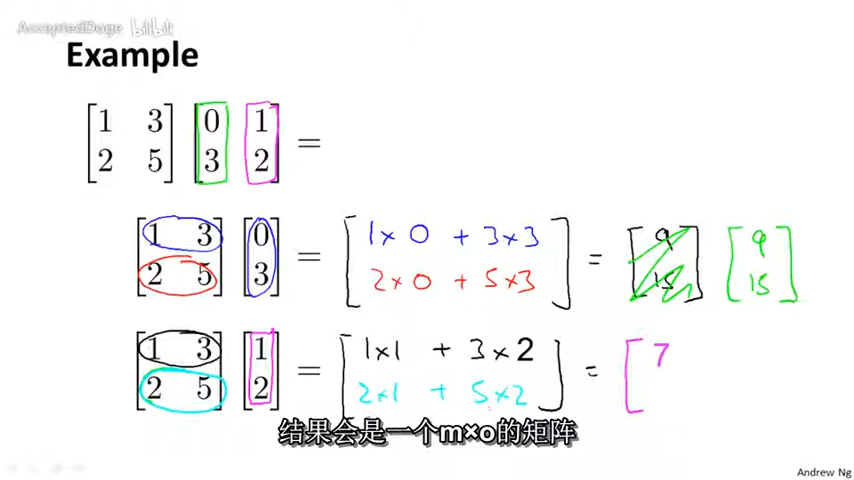 AcceptedDoge bilibili
Example
[1 3] [0 1]
[2 5] [3 2] =
[1 3] [0] = [1×0 + 3×3] = [9] [9]
[2 5] [3] [2×0 + 5×3] [15] [15]
[1 3] [1] = [1×1 + 3×2] = [7
[2 5] [2] [2×1 + 5×2]
结果会是一个m×o的矩阵
Andrew Ng